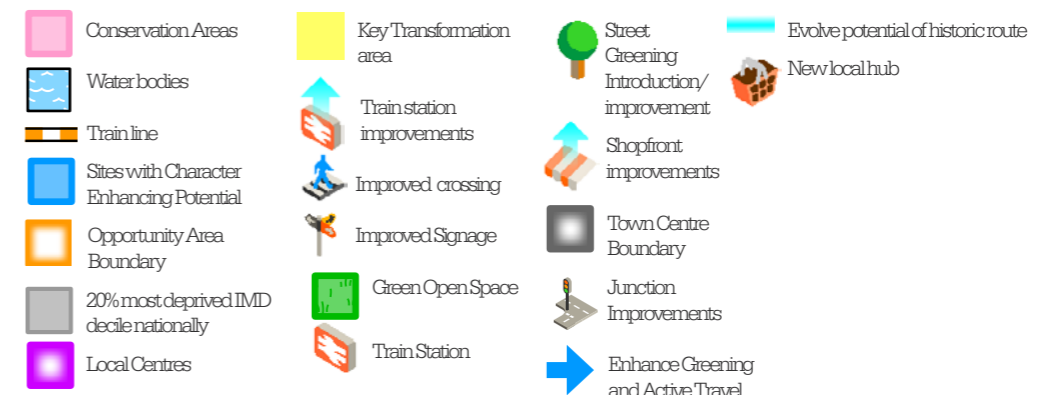 Conservation Areas
Water bodies
Train line
Sites with Character
Enhancing Potential
Opportunity Area
Boundary
20% most deprived IMD
decile nationally
Local Centres
Key Transformation
area
Train station
improvements
Improved crossing
Improved Signage
Green Open Space
Train Station
Street
Greening
Introduction/
improvement
Shopfront
improvements
Town Centre
Boundary
Junction
Improvements
Enhance Greening
and Active Travel
Evolve potential of historic route
New local hub